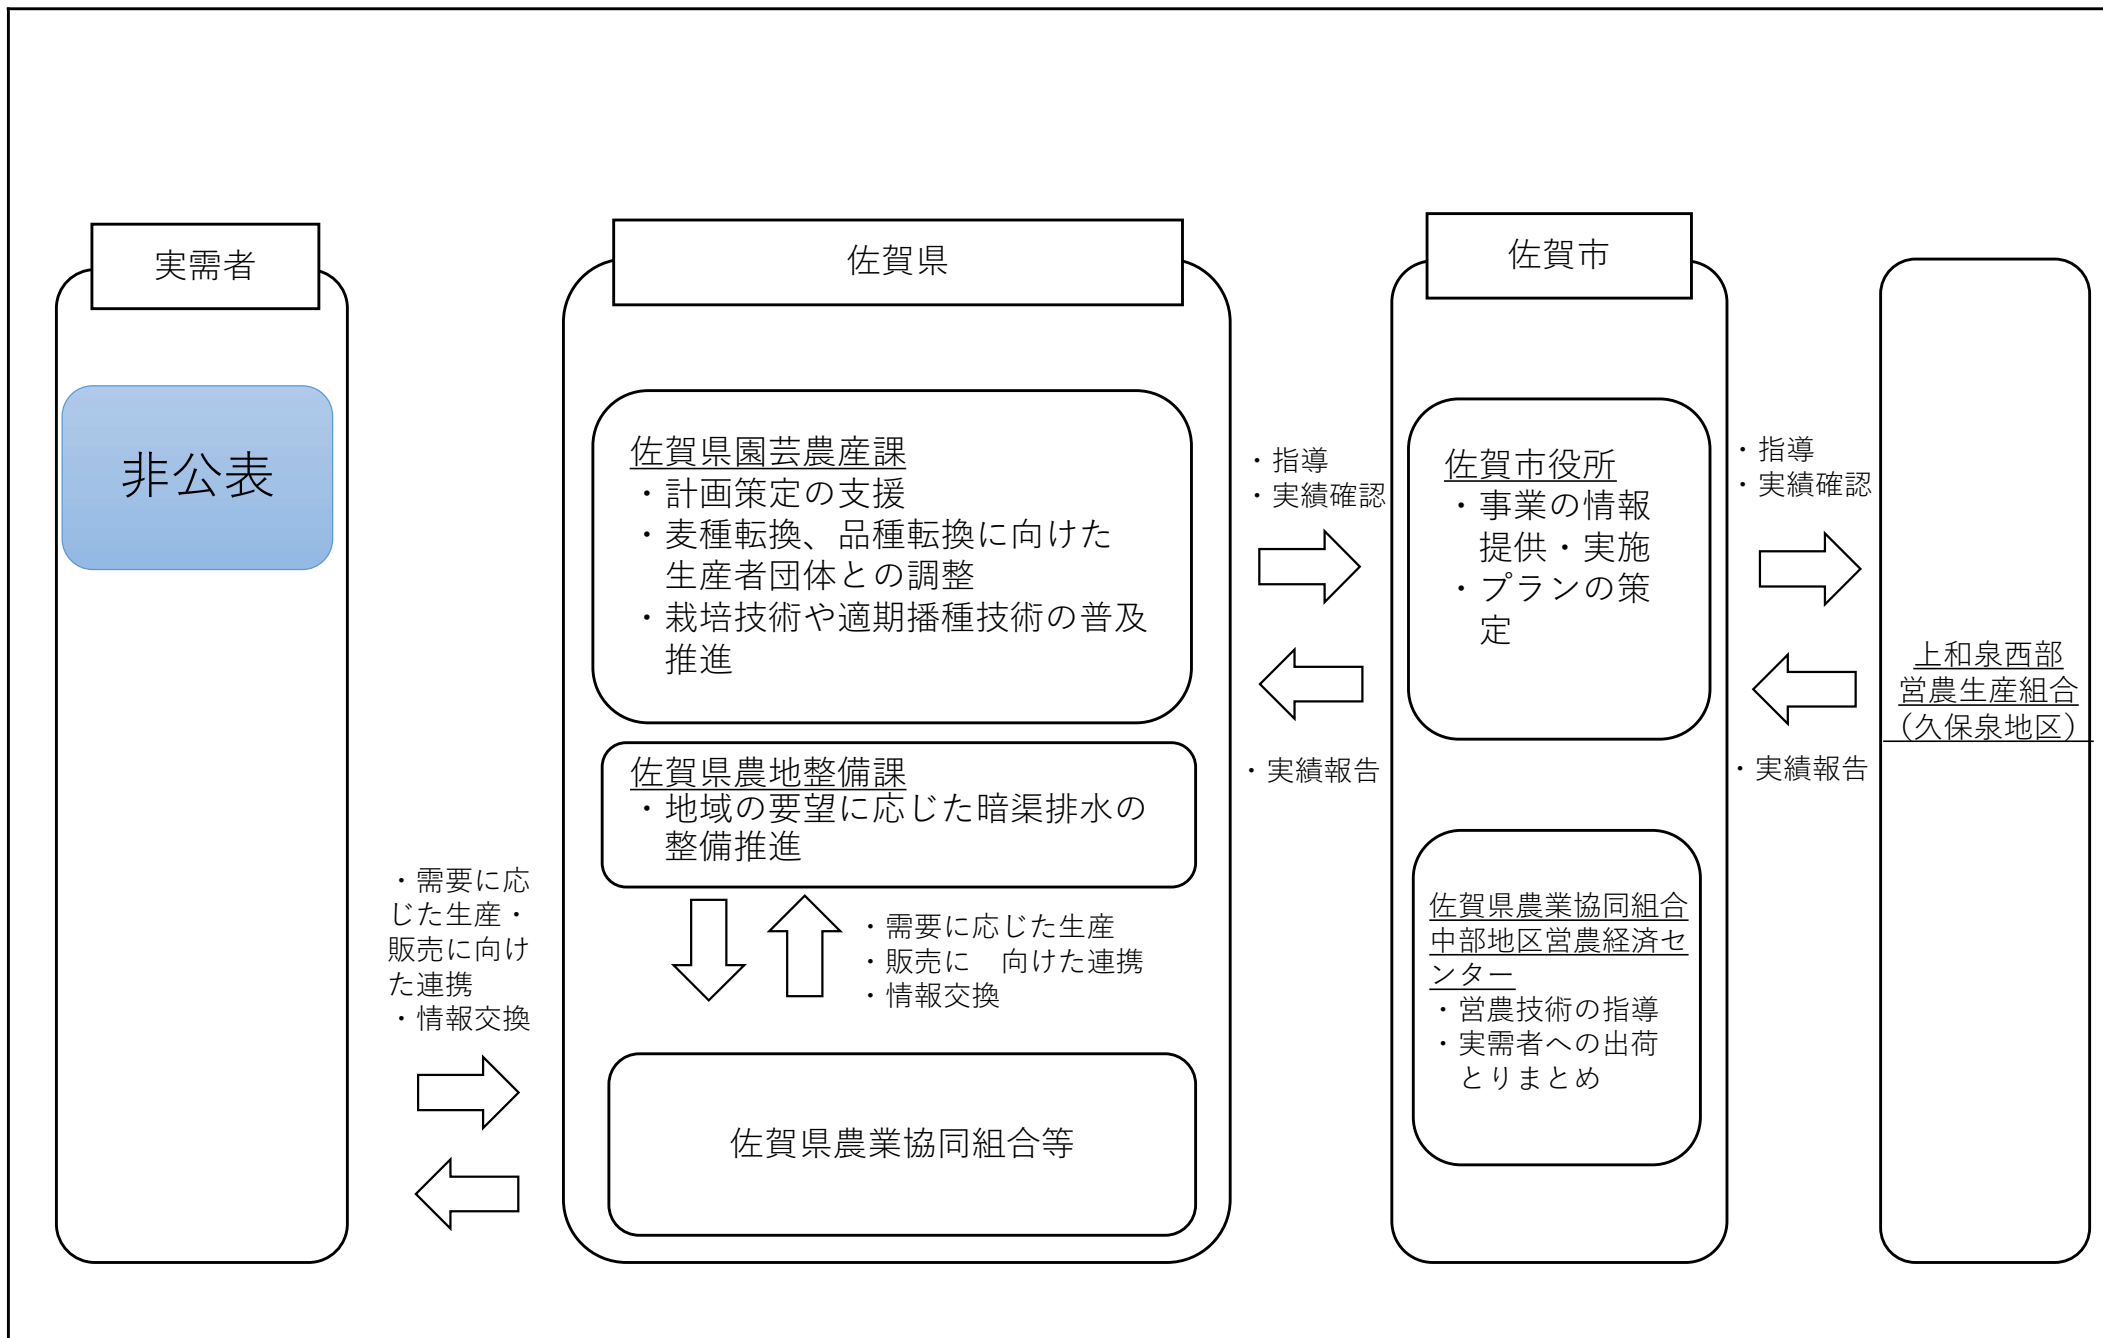 実需者
非公表
・需要に応
じた生産・
販売に向け
た連携
・情報交換
佐賀県
佐賀県園芸農産課
・計画策定の支援
・麦種転換、品種転換に向けた
生産者団体との調整
・栽培技術や適期播種技術の普及
推進
佐賀県農地整備課
・地域の要望に応じた暗渠排水の
整備推進
・需要に応じた生産
・販売に　向けた連携
・情報交換
佐賀県農業協同組合等
・指導
・実績確認
・実績報告
佐賀市
佐賀市役所
・事業の情報
提供・実施
・プランの策
定
佐賀県農業協同組合
中部地区営農経済セ
ンター
・営農技術の指導
・実需者への出荷
とりまとめ
・指導
・実績確認
・実績報告
上和泉西部
営農生産組合
（久保泉地区）